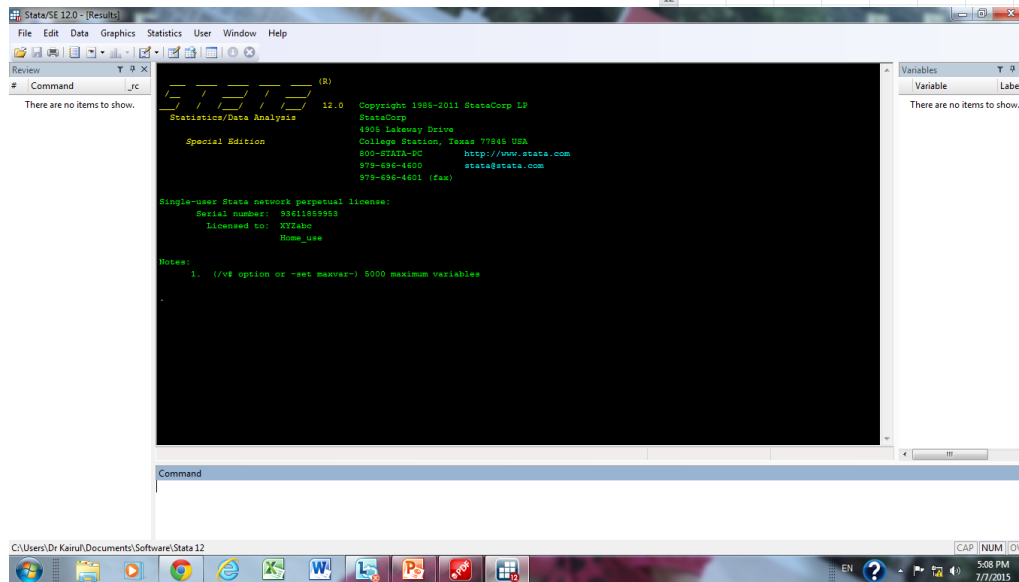 12
Stata/SE 12.0 - [Results]
File Edit Data Graphics Statistics User Window Help
Review
# Command _rc
There are no items to show.
(R)
STATA 12.0 Copyright 1985-2011 StataCorp LP
Statistics/Data Analysis StataCorp
4905 Lakeway Drive
Special Edition College Station, Texas 77845 USA
800-STATA-PC http://www.stata.com
979-696-4600 stata@stata.com
979-696-4601 (fax)
Single-user Stata network perpetual license:
Serial number: 93611859953
Licensed to: XYZabc
Home_use
Notes:
1. (/v# option or -set maxvar-) 5000 maximum variables
.
Variables
Variable Labe
There are no items to show.
Command
C:\Users\Dr Kairul\Documents\Software\Stata 12
CAP NUM OV
EN 5:08 PM
7/7/2015